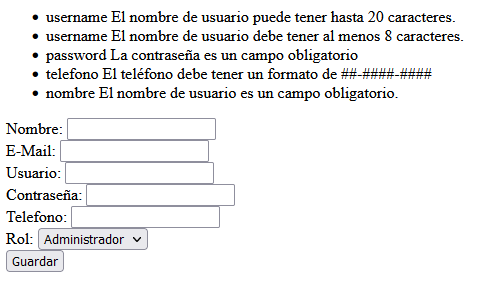 • username El nombre de usuario puede tener hasta 20 caracteres.
• username El nombre de usuario debe tener al menos 8 caracteres.
• password La contraseña es un campo obligatorio
• telefono El teléfono debe tener un formato de ##-####-####
• nombre El nombre de usuario es un campo obligatorio.
Nombre:
E-Mail:
Usuario:
Contraseña:
Telefono:
Rol: Administrador
Guardar